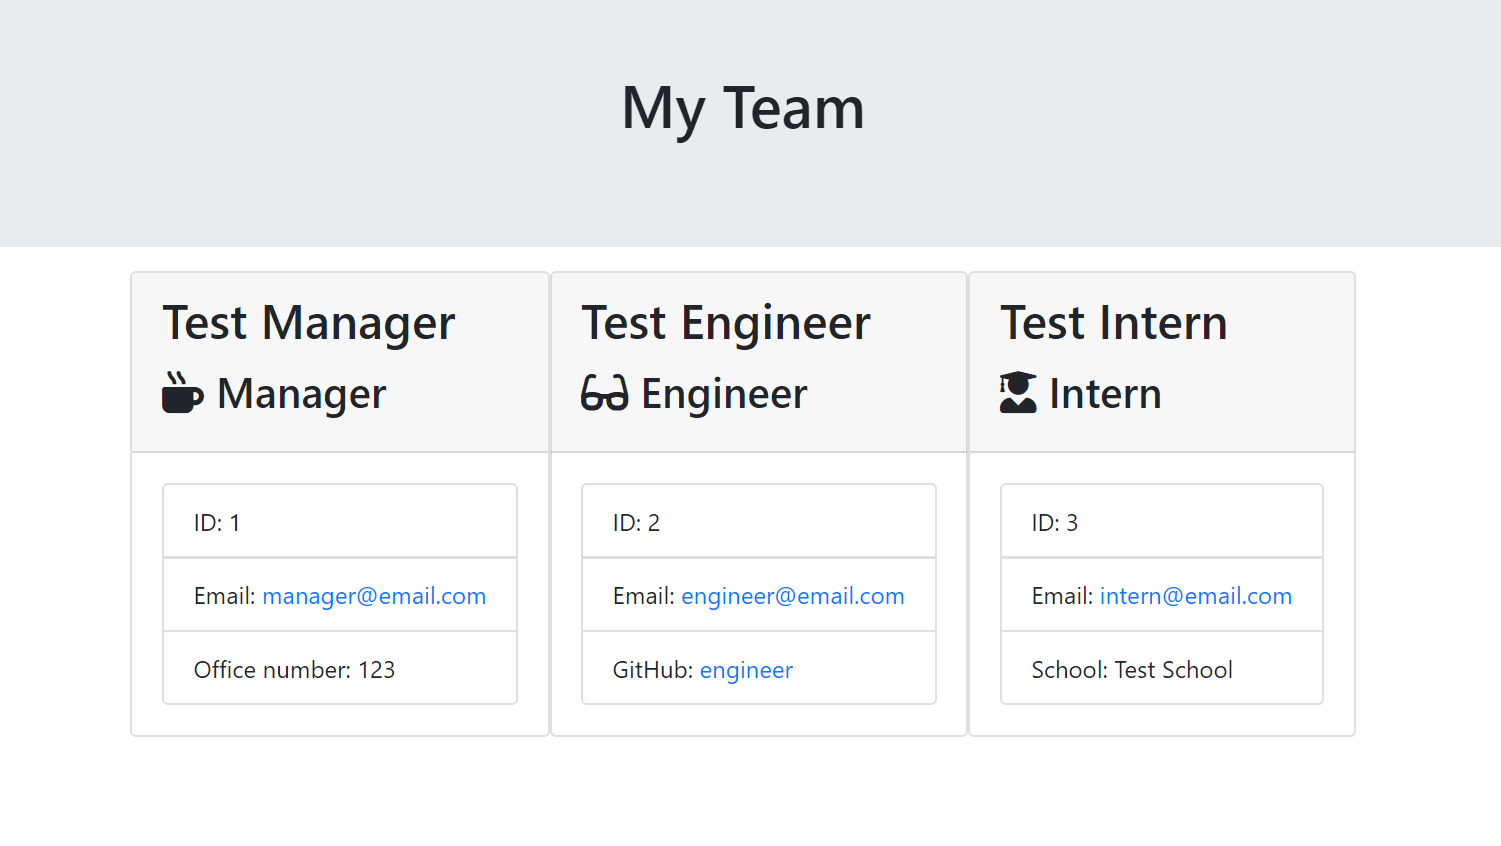 My Team
Test Manager
Manager
ID: 1
Email: manager@email.com
Office number: 123
Test Engineer
Engineer
ID: 2
Email: engineer@email.com
GitHub: engineer
Test Intern
Intern
ID: 3
Email: intern@email.com
School: Test School